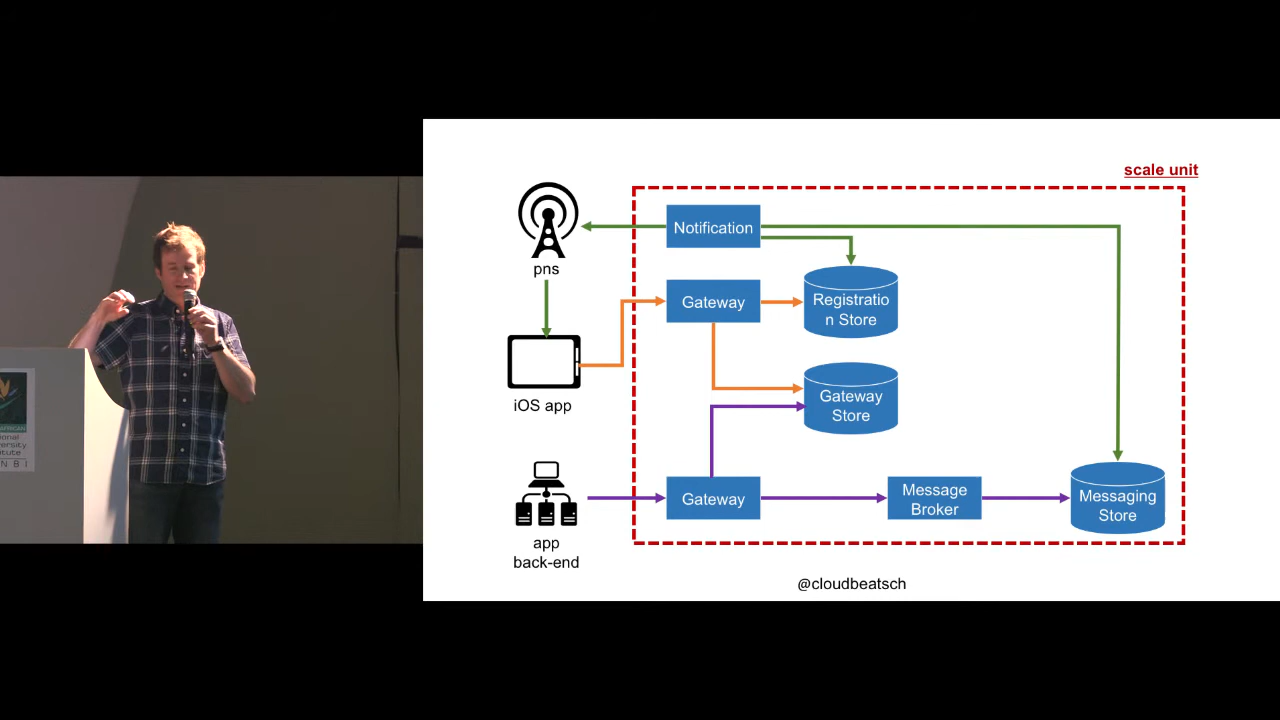 scale unit
Notification
pns
Gateway
Registratio
n Store
iOS app
Gateway
Store
Gateway
Message
Broker
Messaging
Store
app
back-end
@cloudbeatsch